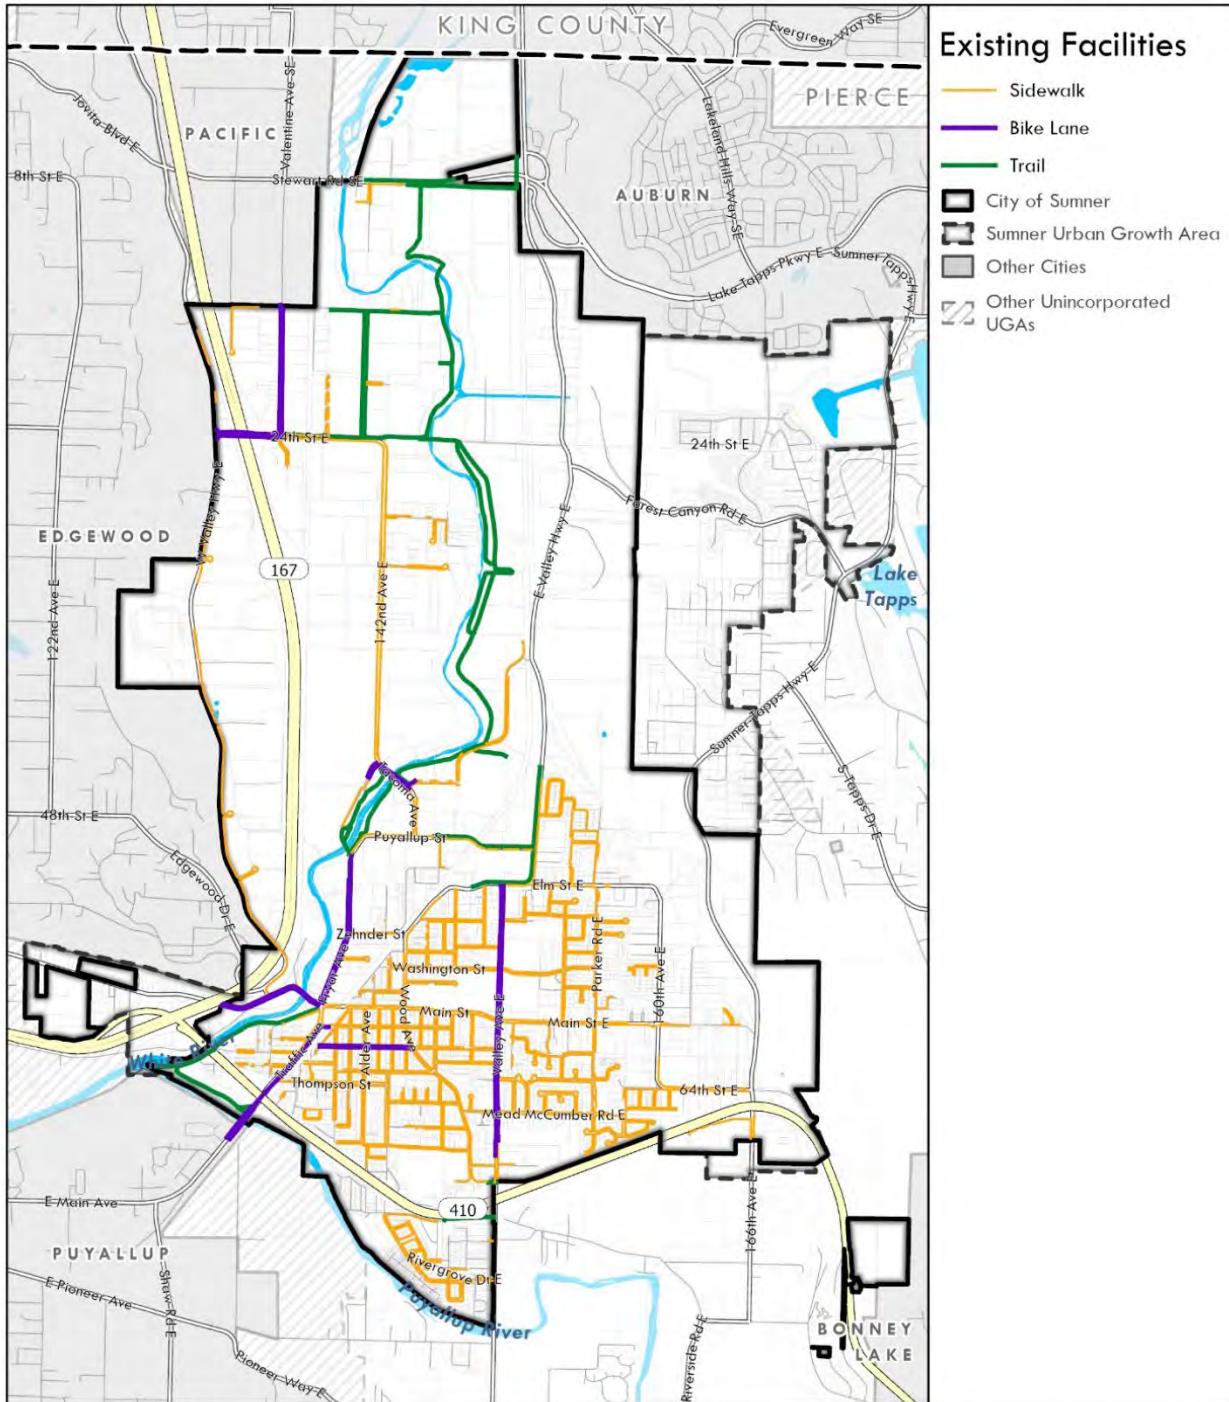 KING COUNTY
Evergreen Way SE
Existing Facilities
Sidewalk
Bike Lane
Trail
City of Sumner
Sumner Urban Growth Area
Other Cities
Other Unincorporated
UGAs
PIERCE
Jovita Blvd E
PACIFIC
Valentine Ave SE
8th St E
Stewart Rd SE
AUBURN
Lakeland Hills Way SE
Lake Tapps Pkwy E
Sumner Tapps Hwy E
24th St E
24th St E
W Valley Hwy E
Forest Canyon Rd E
EDGEWOOD
167
122nd Ave E
142nd Ave E
E Valley Hwy E
Lake
Tapps
Sumner Tapps Hwy E
S Tapps Dr E
Tacoma Ave
48th St E
Puyallup St
Edgewood Dr E
Elm St E
Zehnder St
Fryar Ave
Washington St
Parker Rd E
160th Ave E
Wood Ave
Main St
Main St E
Valley Ave E
Alder Ave
Traffic Ave
White River
Thompson St
64th St E
Mead McCumber Rd E
E Main Ave
410
166th Ave E
PUYALLUP
Shaw Rd E
Rivergrove Dr E
E Pioneer Ave
Puyallup River
Pioneer Way E
Riverside Rd E
BONNEY
LAKE